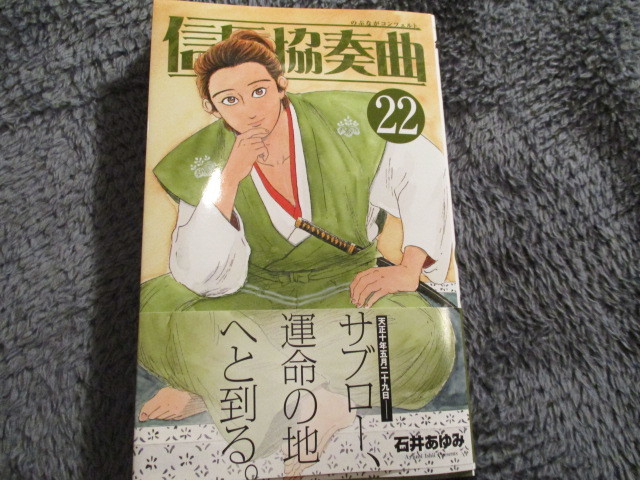 のぶながコンツェルト
信長協奏曲
22
天正十年五月二十九日――
サブロー、
運命の地
へと到る。
石井あゆみ